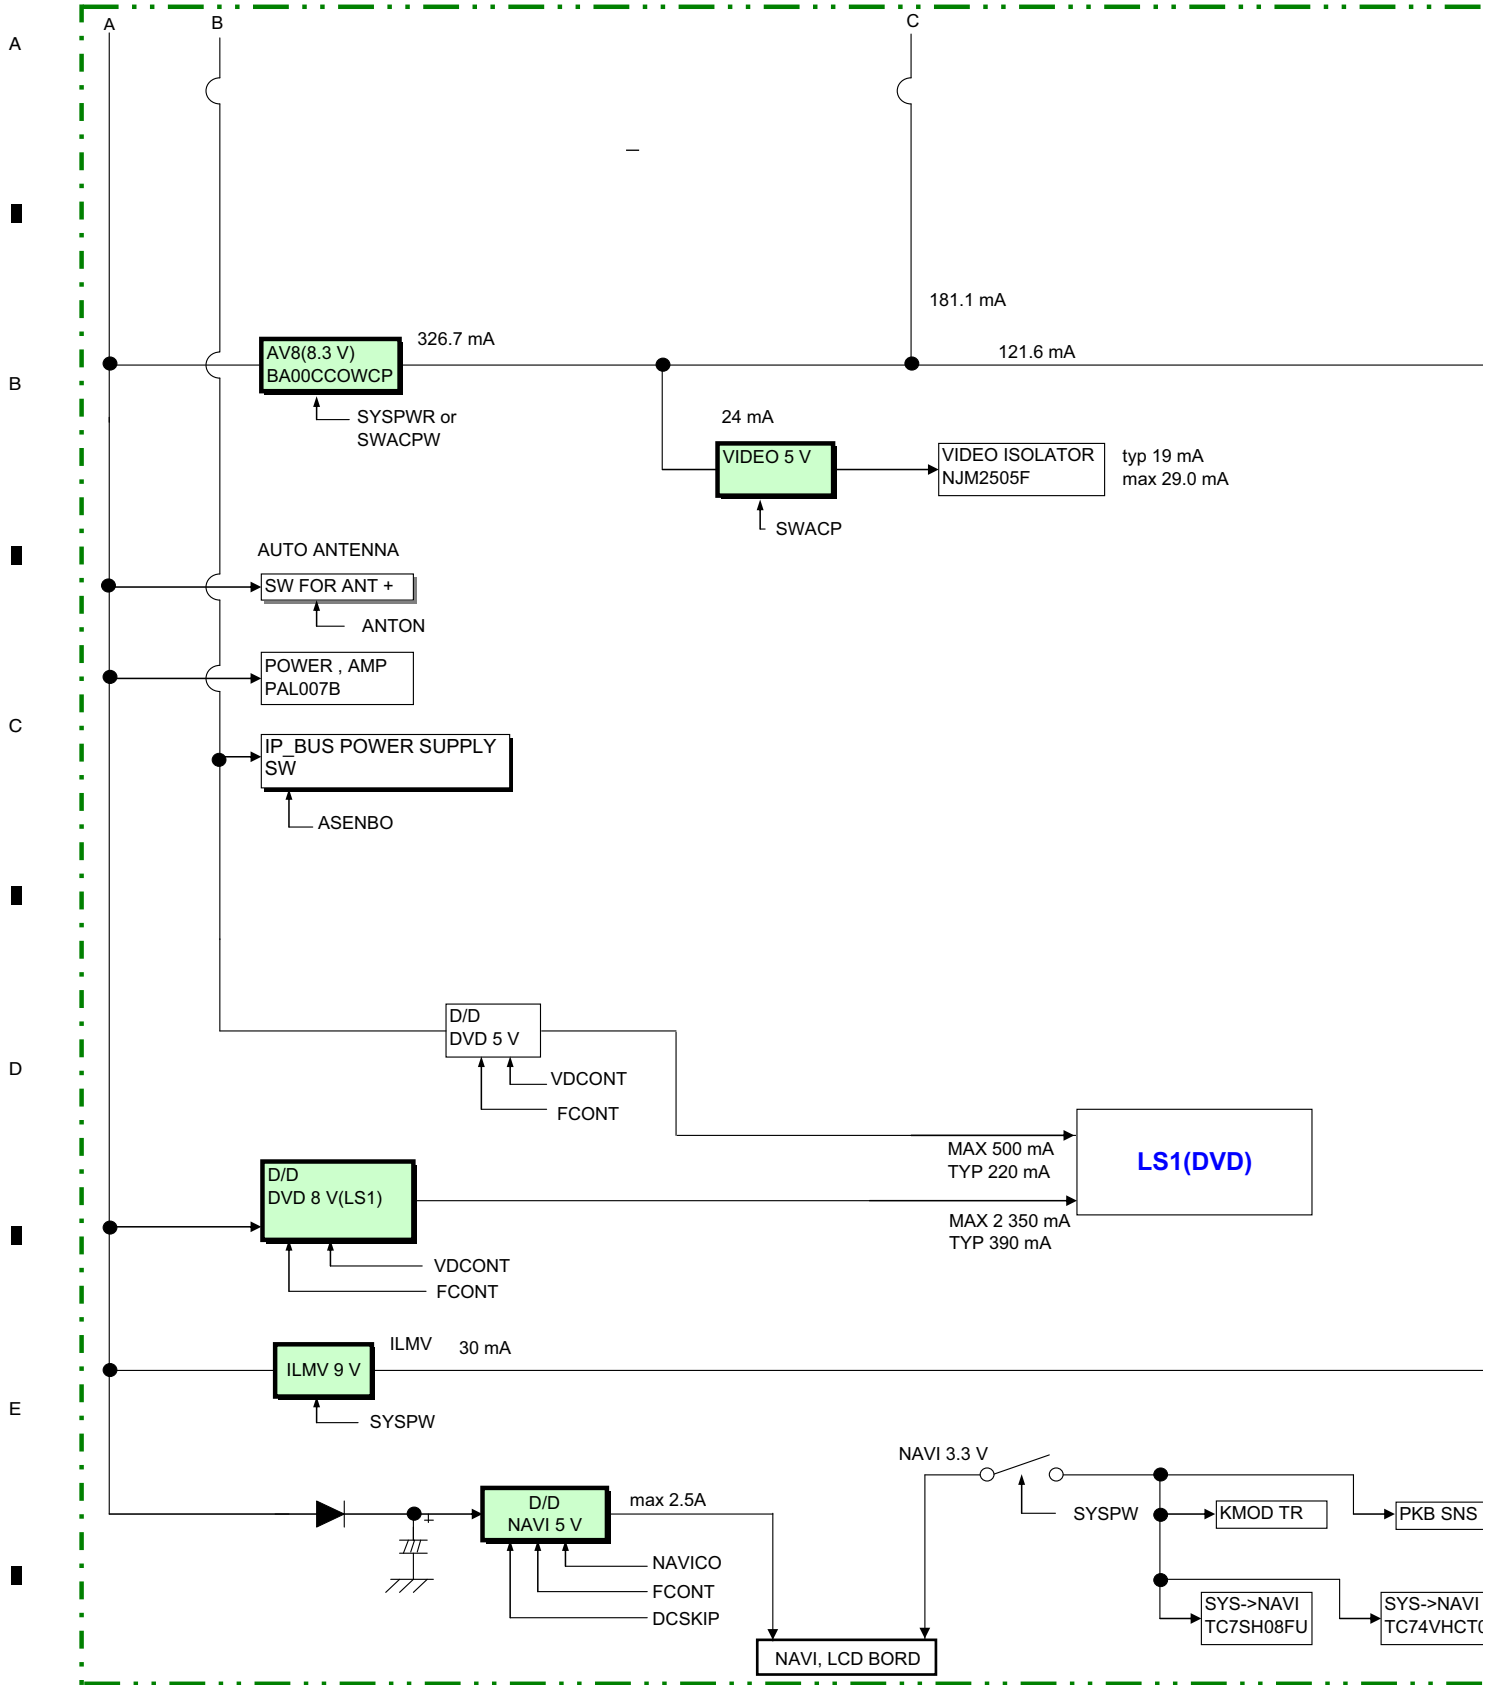 A
B
C
A
181.1 mA
326.7 mA
121.6 mA
AV8(8.3 V)
BA00CCOWCP
B
SYSPWR or
SWACPW
24 mA
VIDEO 5 V
VIDEO ISOLATOR
NJM2505F
typ 19 mA
max 29.0 mA
SWACP
AUTO ANTENNA
SW FOR ANT +
ANTON
POWER , AMP
PAL007B
C
IP_BUS POWER SUPPLY
SW
ASENBO
D/D
DVD 5 V
D
VDCONT
FCONT
MAX 500 mA
TYP 220 mA
LS1(DVD)
D/D
DVD 8 V(LS1)
MAX 2 350 mA
TYP 390 mA
VDCONT
FCONT
ILMV
30 mA
ILMV 9 V
E
SYSPW
NAVI 3.3 V
D/D
NAVI 5 V
max 2.5A
SYSPW
KMOD TR
PKB SNS
NAVICO
FCONT
DCSKIP
SYS->NAVI
TC7SH08FU
SYS->NAVI
TC74VHCT0
NAVI, LCD BORD